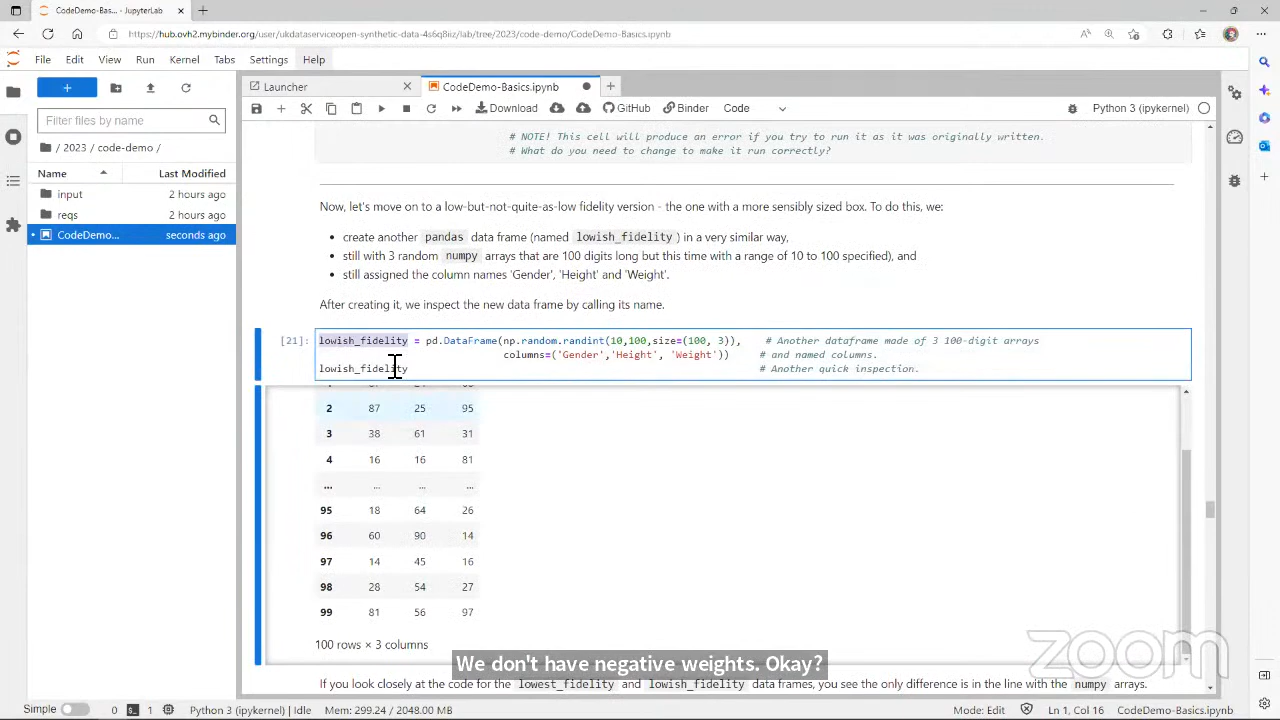 CodeDemo-Bas... - JupyterLab
https://hub.ovh2.mybinder.org/user/ukdataserviceopen-synthetic-data-4s6q8iiz/lab/tree/2023/code-demo/CodeDemo-Basics.ipynb
File Edit View Run Kernel Tabs Settings Help
Launcher
CodeDemo-Basics.ipynb
Download GitHub Binder Code Python 3 (ipykernel)
Filter files by name
/ 2023 / code-demo /
Name Last Modified
input 2 hours ago
reqs 2 hours ago
CodeDemo... seconds ago
# NOTE! This cell will produce an error if you try to run it as it was originally written.
# What do you need to change to make it run correctly?
Now, let's move on to a low-but-not-quite-as-low fidelity version - the one with a more sensibly sized box. To do this, we:
• create another pandas data frame (named lowish_fidelity) in a very similar way,
• still with 3 random numpy arrays that are 100 digits long but this time with a range of 10 to 100 specified), and
• still assigned the column names 'Gender', 'Height' and 'Weight'.
After creating it, we inspect the new data frame by calling its name.
[21]: lowish_fidelity = pd.DataFrame(np.random.randint(10,100,size=(100, 3)), # Another dataframe made of 3 100-digit arrays
columns=('Gender','Height', 'Weight')) # and named columns.
lowish_fidelity # Another quick inspection.
2 87 25 95
3 38 61 31
4 16 16 81
... ... ... ...
95 18 64 26
96 60 90 14
97 14 45 16
98 28 54 27
99 81 56 97
100 rows × 3 columns
zoom
We don't have negative weights. Okay?
If you look closely at the code for the lowest_fidelity and lowish_fidelity data frames, you see the only difference is in the line with the numpy arrays.
Simple 0 1 Python 3 (ipykernel) | Idle Mem: 299.24 / 2048.00 MB Mode: Edit Ln 1, Col 16 CodeDemo-Basics.ipynb